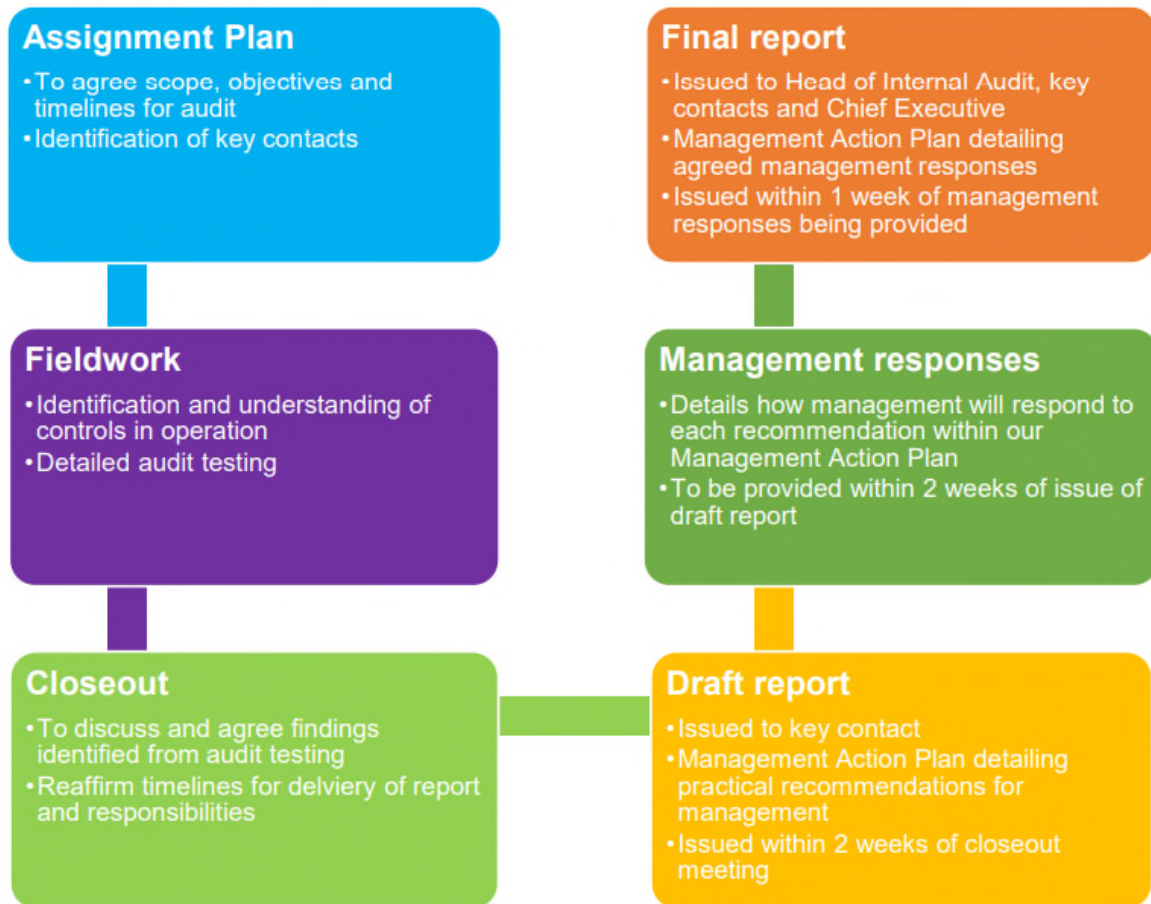 Assignment Plan
•To agree scope, objectives and
timelines for audit
•Identification of key contacts
Fieldwork
•Identification and understanding of
controls in operation
•Detailed audit testing
Closeout
•To discuss and agree findings
identified from audit testing
•Reaffirm timelines for delviery of report
and responsibilities
Draft report
•Issued to key contact
•Management Action Plan detailing
practical recommendations for
management
•Issued within 2 weeks of closeout
meeting
Management responses
•Details how management will respond to
each recommendation within our
Management Action Plan
•To be provided within 2 weeks of issue of
draft report
Final report
•Issued to Head of Internal Audit, key
contacts and Chief Executive
•Management Action Plan detailing
agreed management responses
•Issued within 1 week of management
responses being provided